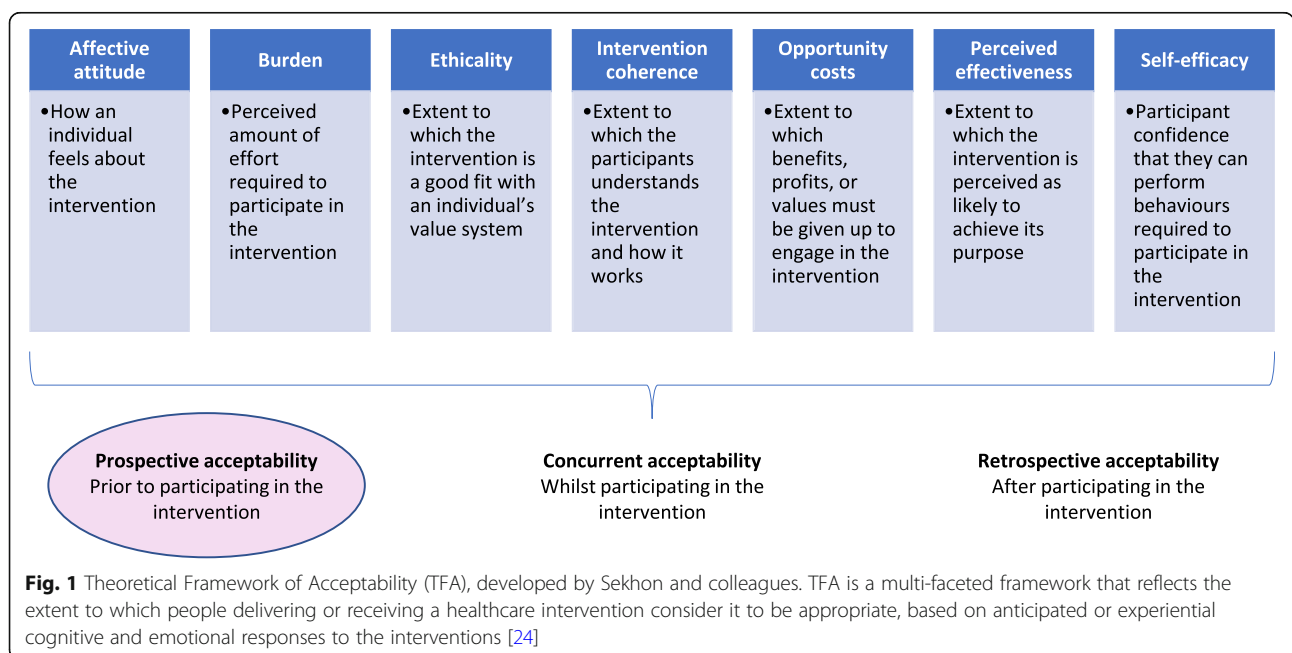 Affective
attitude
•How an
individual
feels about
the
intervention
Burden
•Perceived
amount of
effort
required to
participate in
the
intervention
Ethicality
•Extent to
which the
intervention is
a good fit with
an individual's
value system
Intervention
coherence
•Extent to
which the
participants
understands
the
intervention
and how it
works
Opportunity
costs
•Extent to
which
benefits,
profits, or
values must
be given up to
engage in the
intervention
Perceived
effectiveness
•Extent to
which the
intervention is
perceived as
likely to
achieve its
purpose
Self-efficacy
•Participant
confidence
that they can
perform
behaviours
required to
participate in
the
intervention
Prospective acceptability
Prior to participating in the
intervention
Concurrent acceptability
Whilst participating in the
intervention
Retrospective acceptability
After participating in the
intervention
Fig. 1 Theoretical Framework of Acceptability (TFA), developed by Sekhon and colleagues. TFA is a multi-faceted framework that reflects the
extent to which people delivering or receiving a healthcare intervention consider it to be appropriate, based on anticipated or experiential
cognitive and emotional responses to the interventions [24]